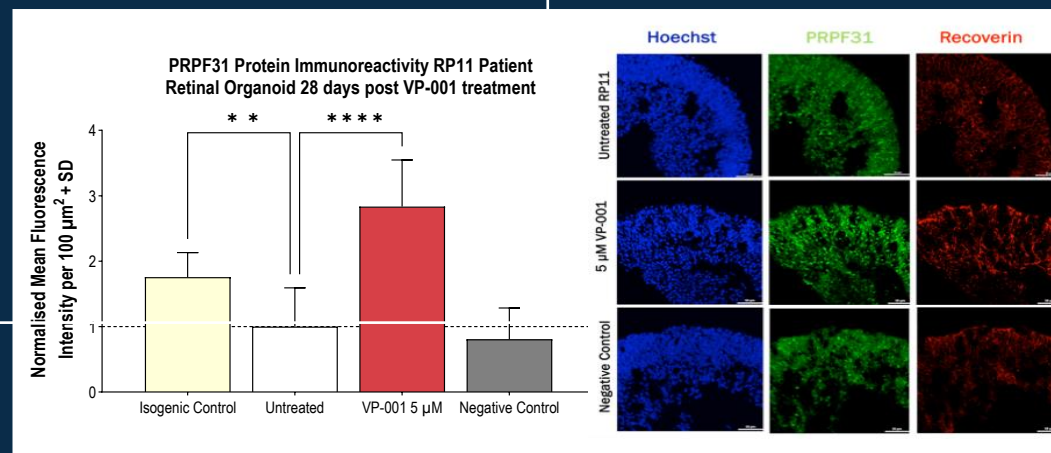 PRPF31 Protein Immunoreactivity RP11 Patient
Retinal Organoid 28 days post VP-001 treatment
Normalised Mean Fluorescence
Intensity per 100 µm² + SD
4
3
2
1
0
* *
* * * *
Isogenic Control
Untreated
VP-001 5 µM
Negative Control
Hoechst
PRPF31
Recoverin
Untreated RP11
5 µM VP-001
Negative Control